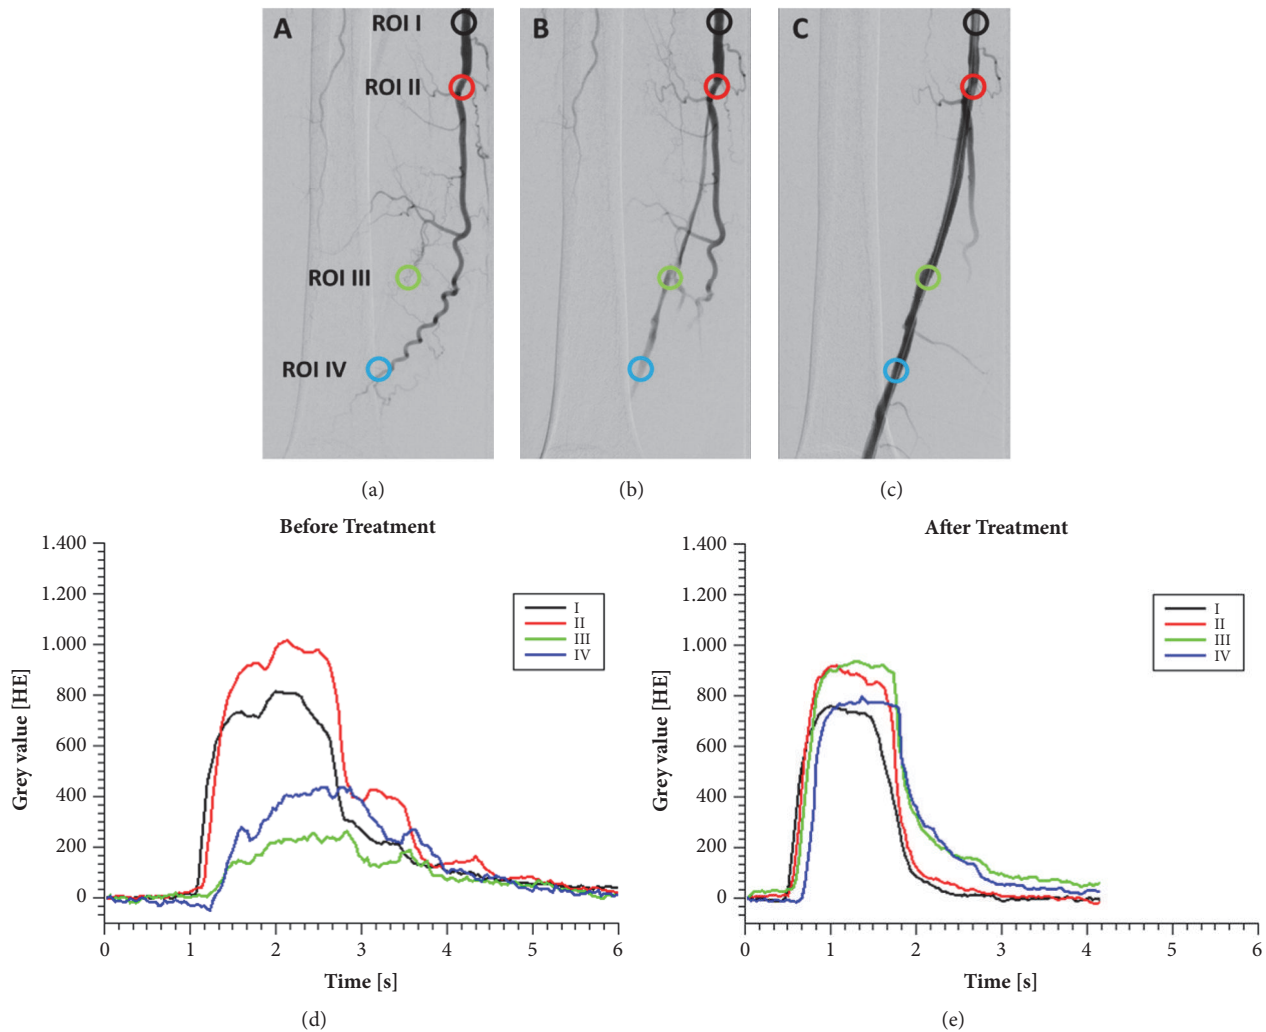 A ROI I B C
ROI II
ROI III
ROI IV
(a) (b) (c)
Before Treatment After Treatment
1.400 1.400
1.200 1.200
I I
II II
III III
IV IV
1.000 1.000
800 800
600 600
400 400
200 200
0 0
Grey value [HE] Grey value [HE]
0 1 2 3 4 5 6 0 1 2 3 4 5 6
Time [s] Time [s]
(d) (e)